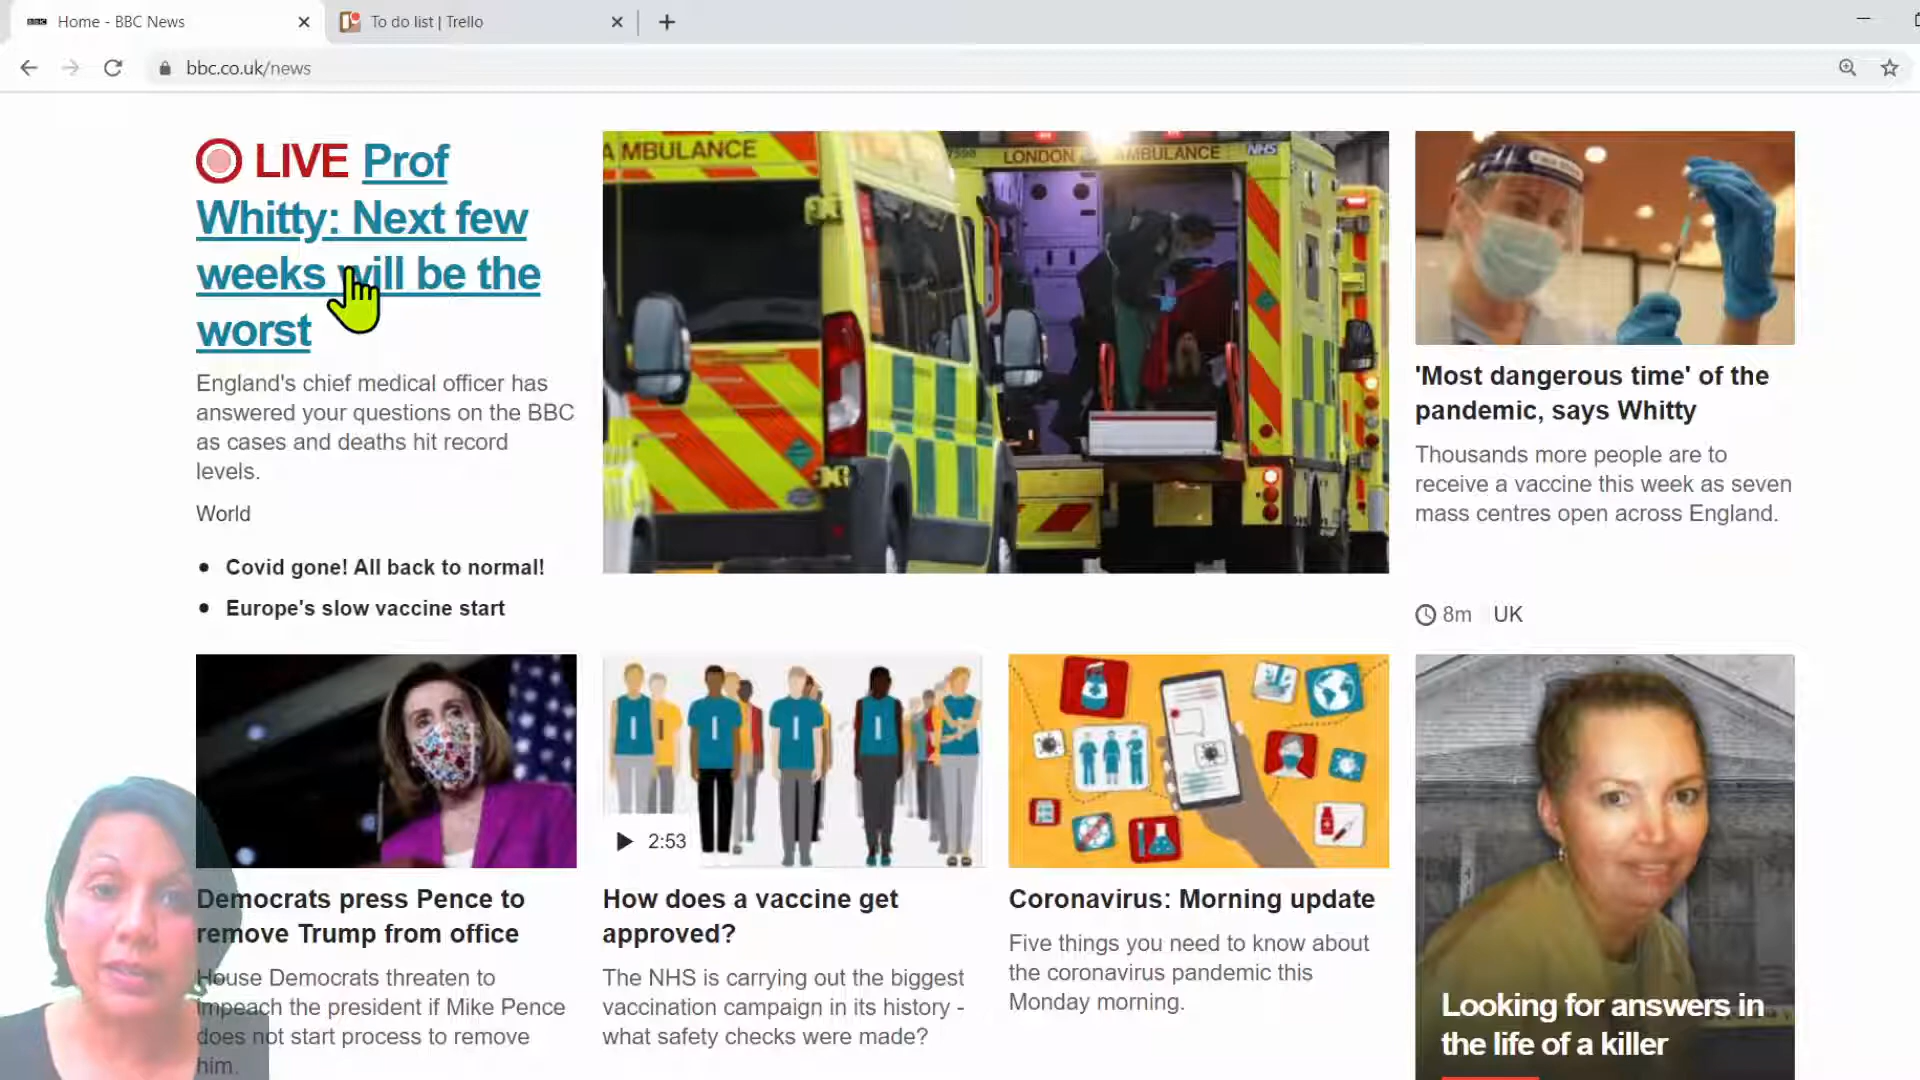 Home - BBC News
To do list | Trello
bbc.co.uk/news
LIVE Prof
Whitty: Next few
weeks will be the
worst
England's chief medical officer has
answered your questions on the BBC
as cases and deaths hit record
levels.
World
Covid gone! All back to normal!
Europe's slow vaccine start
AMBULANCE
LONDON AMBULANCE NHS
'Most dangerous time' of the
pandemic, says Whitty
Thousands more people are to
receive a vaccine this week as seven
mass centres open across England.
8m UK
Democrats press Pence to
remove Trump from office
House Democrats threaten to
impeach the president if Mike Pence
does not start process to remove
him.
2:53
How does a vaccine get
approved?
The NHS is carrying out the biggest
vaccination campaign in its history -
what safety checks were made?
Coronavirus: Morning update
Five things you need to know about
the coronavirus pandemic this
Monday morning.
Looking for answers in
the life of a killer